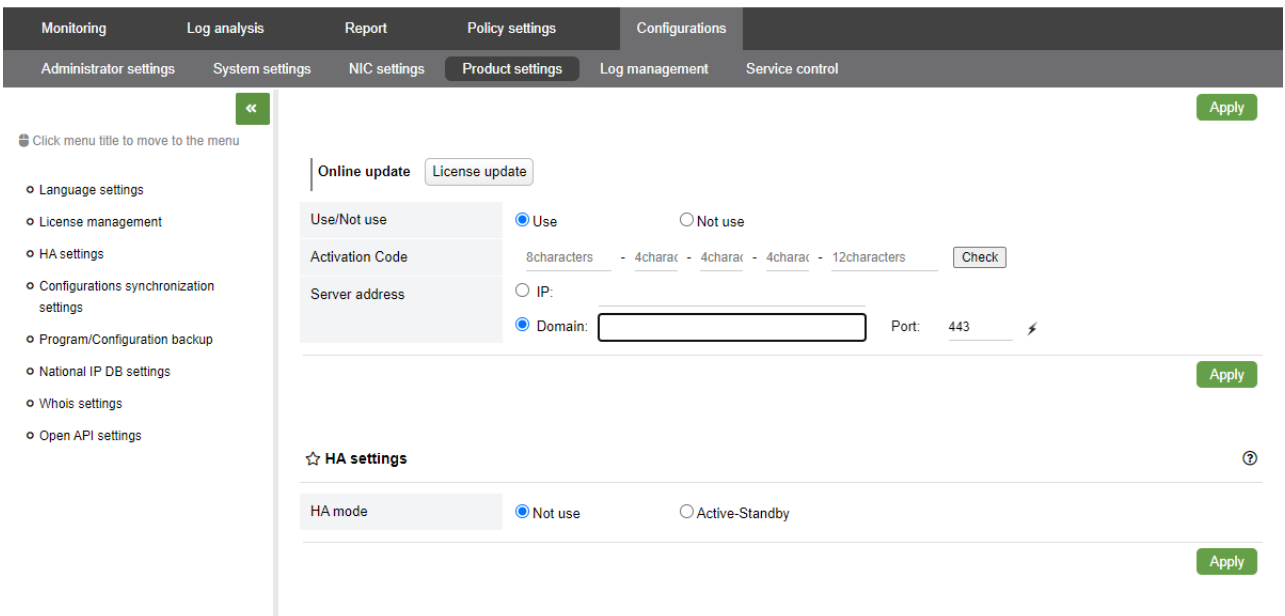 Monitoring Log analysis Report Policy settings Configurations
Administrator settings System settings NIC settings Product settings Log management Service control
«
Click menu title to move to the menu
Language settings
License management
HA settings
Configurations synchronization
settings
Program/Configuration backup
National IP DB settings
Whois settings
Open API settings
Apply
Online update License update
Use/Not use Use Not use
Activation Code 8characters - 4charac - 4charac - 4charac - 12characters Check
Server address IP:
Domain: Port: 443
Apply
HA settings
HA mode Not use Active-Standby
Apply